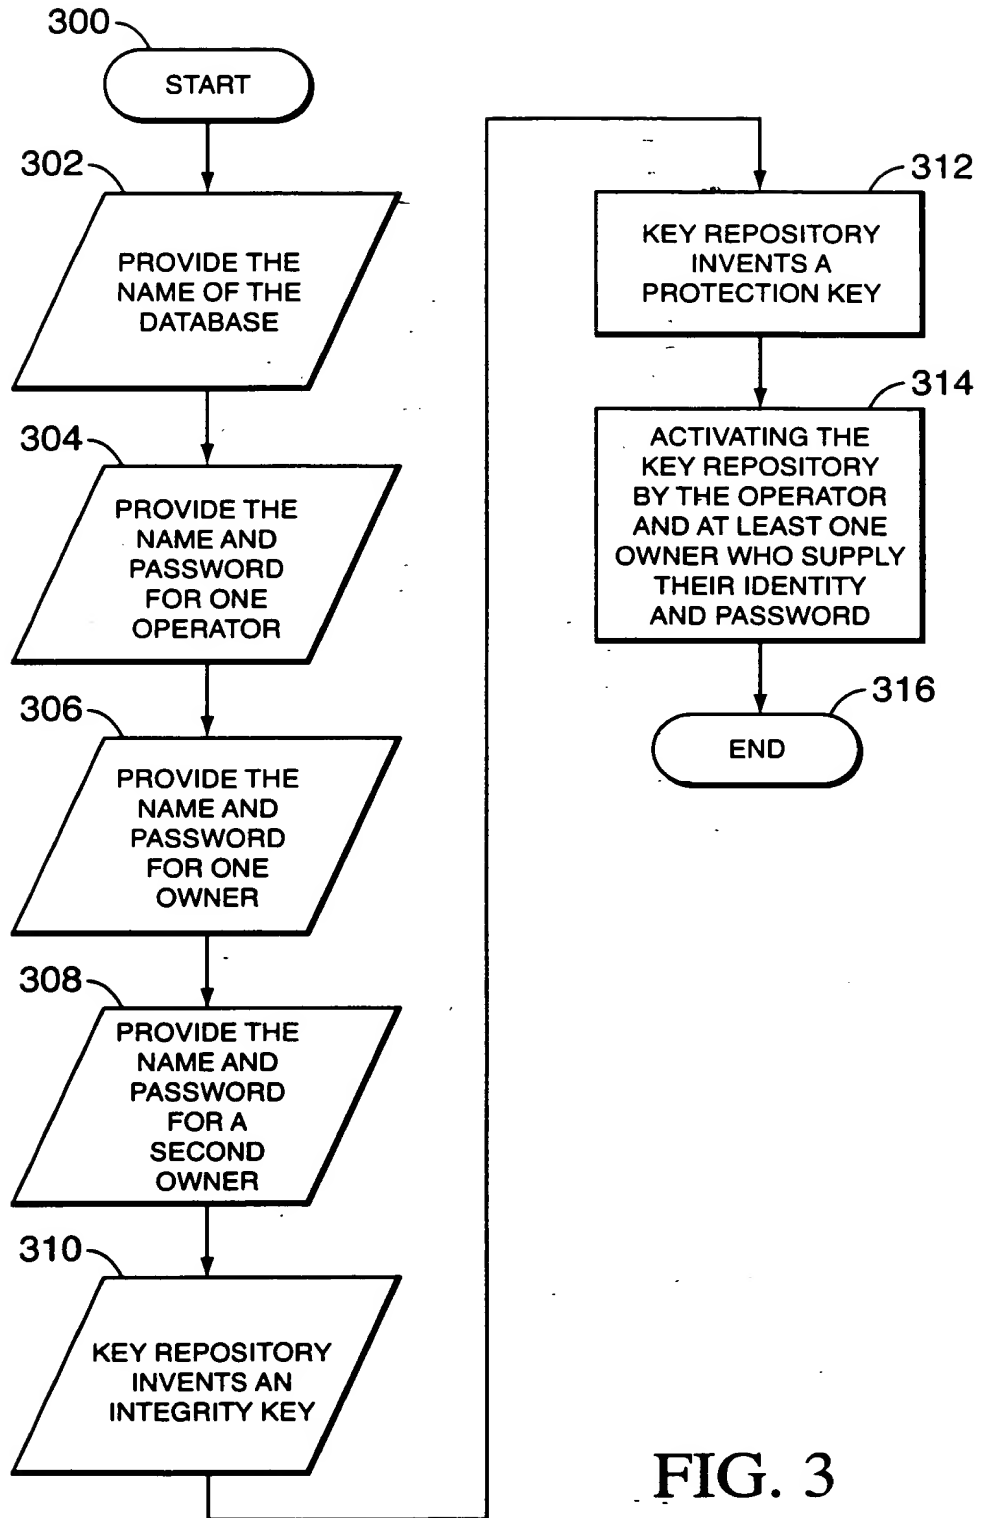 300
START
302
PROVIDE THE
NAME OF THE
DATABASE
304
PROVIDE THE
NAME AND
PASSWORD
FOR ONE
OPERATOR
306
PROVIDE THE
NAME AND
PASSWORD
FOR ONE
OWNER
308
PROVIDE THE
NAME AND
PASSWORD
FOR A
SECOND
OWNER
310
KEY REPOSITORY
INVENTS AN
INTEGRITY KEY
312
KEY REPOSITORY
INVENTS A
PROTECTION KEY
314
ACTIVATING THE
KEY REPOSITORY
BY THE OPERATOR
AND AT LEAST ONE
OWNER WHO SUPPLY
THEIR IDENTITY
AND PASSWORD
316
END
FIG. 3